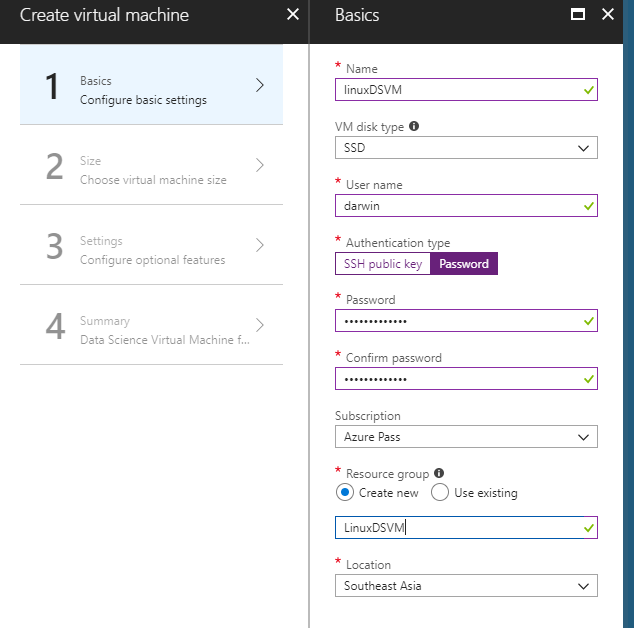 Create virtual machine
1
Basics
Configure basic settings
2
Size
Choose virtual machine size
3
Settings
Configure optional features
4
Summary
Data Science Virtual Machine f...
Basics
* Name
linuxDSVM
VM disk type
SSD
* User name
darwin
* Authentication type
SSH public key Password
* Password
•••••••••••••
* Confirm password
•••••••••••••
Subscription
Azure Pass
* Resource group
Create new Use existing
LinuxDSVM
* Location
Southeast Asia